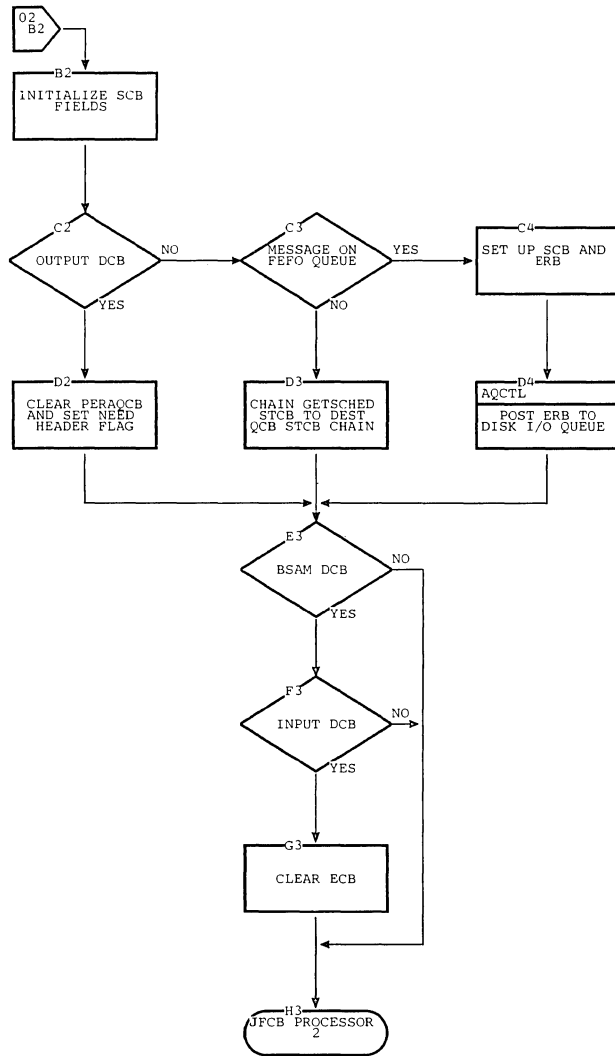 02
B2
B2
INITIALIZE SCB
FIELDS
C2
OUTPUT DCB
NO
YES
C3
MESSAGE ON
FEFO QUEUE
YES
NO
C4
SET UP SCB AND
ERB
D2
CLEAR PERAQCB
AND SET NEED
HEADER FLAG
D3
CHAIN GETSCHED
STCB TO DEST
QCB STCB CHAIN
D4
AQCTL
POST ERB TO
DISK I/O QUEUE
E3
BSAM DCB
NO
YES
F3
INPUT DCB
NO
YES
G3
CLEAR ECB
H3
JFCB PROCESSOR
2